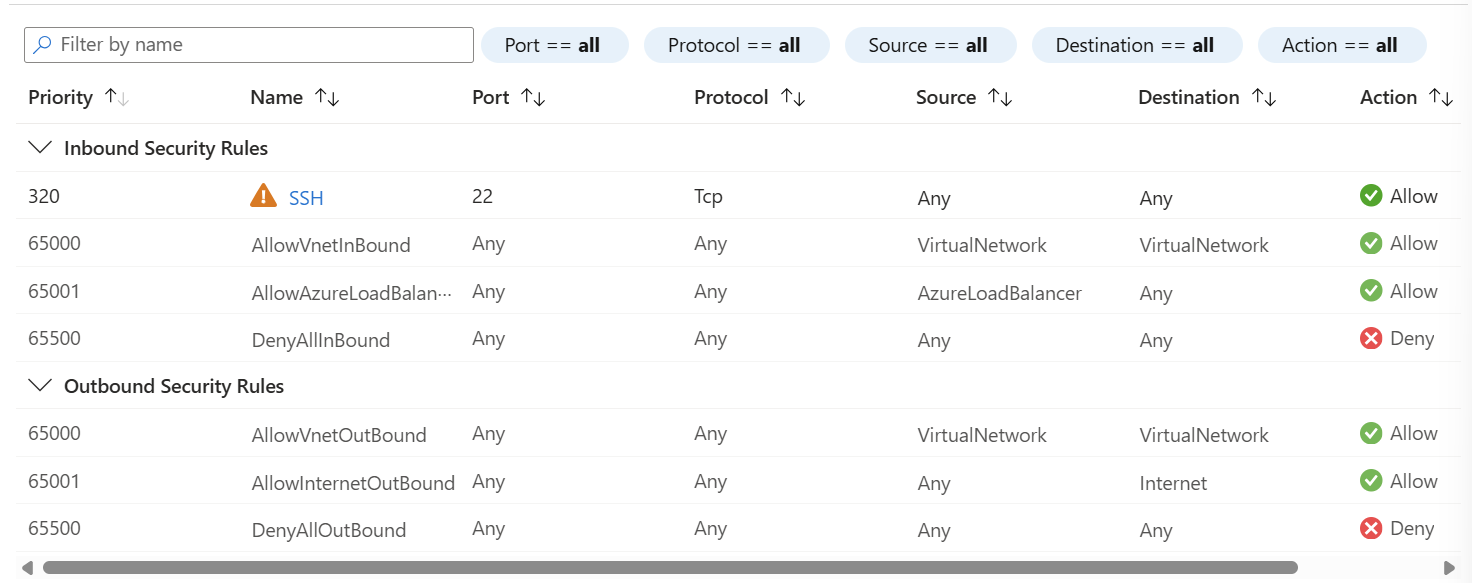 Filter by name Port == all Protocol == all Source == all Destination == all Action == all
Priority Name Port Protocol Source Destination Action
Inbound Security Rules
320 SSH 22 Tcp Any Any Allow
65000 AllowVnetInBound Any Any VirtualNetwork VirtualNetwork Allow
65001 AllowAzureLoadBalan··· Any Any AzureLoadBalancer Any Allow
65500 DenyAllInBound Any Any Any Any Deny
Outbound Security Rules
65000 AllowVnetOutBound Any Any VirtualNetwork VirtualNetwork Allow
65001 AllowInternetOutBound Any Any Any Internet Allow
65500 DenyAllOutBound Any Any Any Any Deny